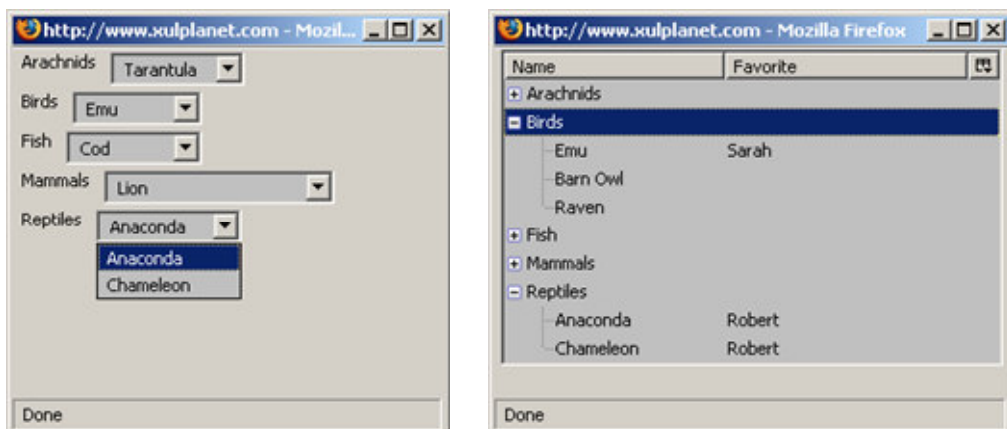 http://www.xulplanet.com - Mozil...
Arachnids Tarantula
Birds Emu
Fish Cod
Mammals Lion
Reptiles Anaconda
Anaconda
Chameleon
Done
http://www.xulplanet.com - Mozilla Firefox
Name Favorite
Arachnids
Birds
Emu Sarah
Barn Owl
Raven
Fish
Mammals
Reptiles
Anaconda Robert
Chameleon Robert
Done